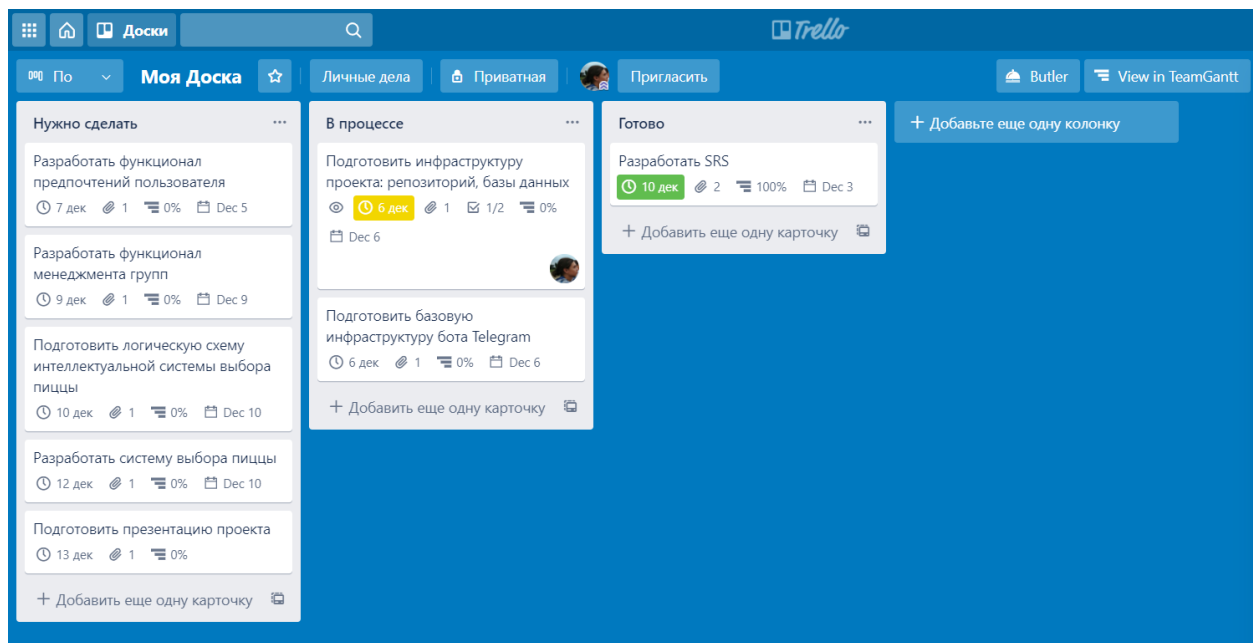 Доски
Trello
По
Моя Доска
Личные дела
Приватная
Пригласить
Butler
View in TeamGantt
Нужно сделать
Разработать функционал
предпочтений пользователя
7 дек 1 0% Dec 5
Разработать функционал
менеджмента групп
9 дек 1 0% Dec 9
Подготовить логическую схему
интеллектуальной системы выбора
пиццы
10 дек 1 0% Dec 10
Разработать систему выбора пиццы
12 дек 1 0% Dec 10
Подготовить презентацию проекта
13 дек 1 0%
+ Добавить еще одну карточку
В процессе
Подготовить инфраструктуру
проекта: репозиторий, базы данных
6 дек 1 1/2 0%
Dec 6
Подготовить базовую
инфраструктуру бота Telegram
6 дек 1 0% Dec 6
+ Добавить еще одну карточку
Готово
Разработать SRS
10 дек 2 100% Dec 3
+ Добавить еще одну карточку
+ Добавьте еще одну колонку